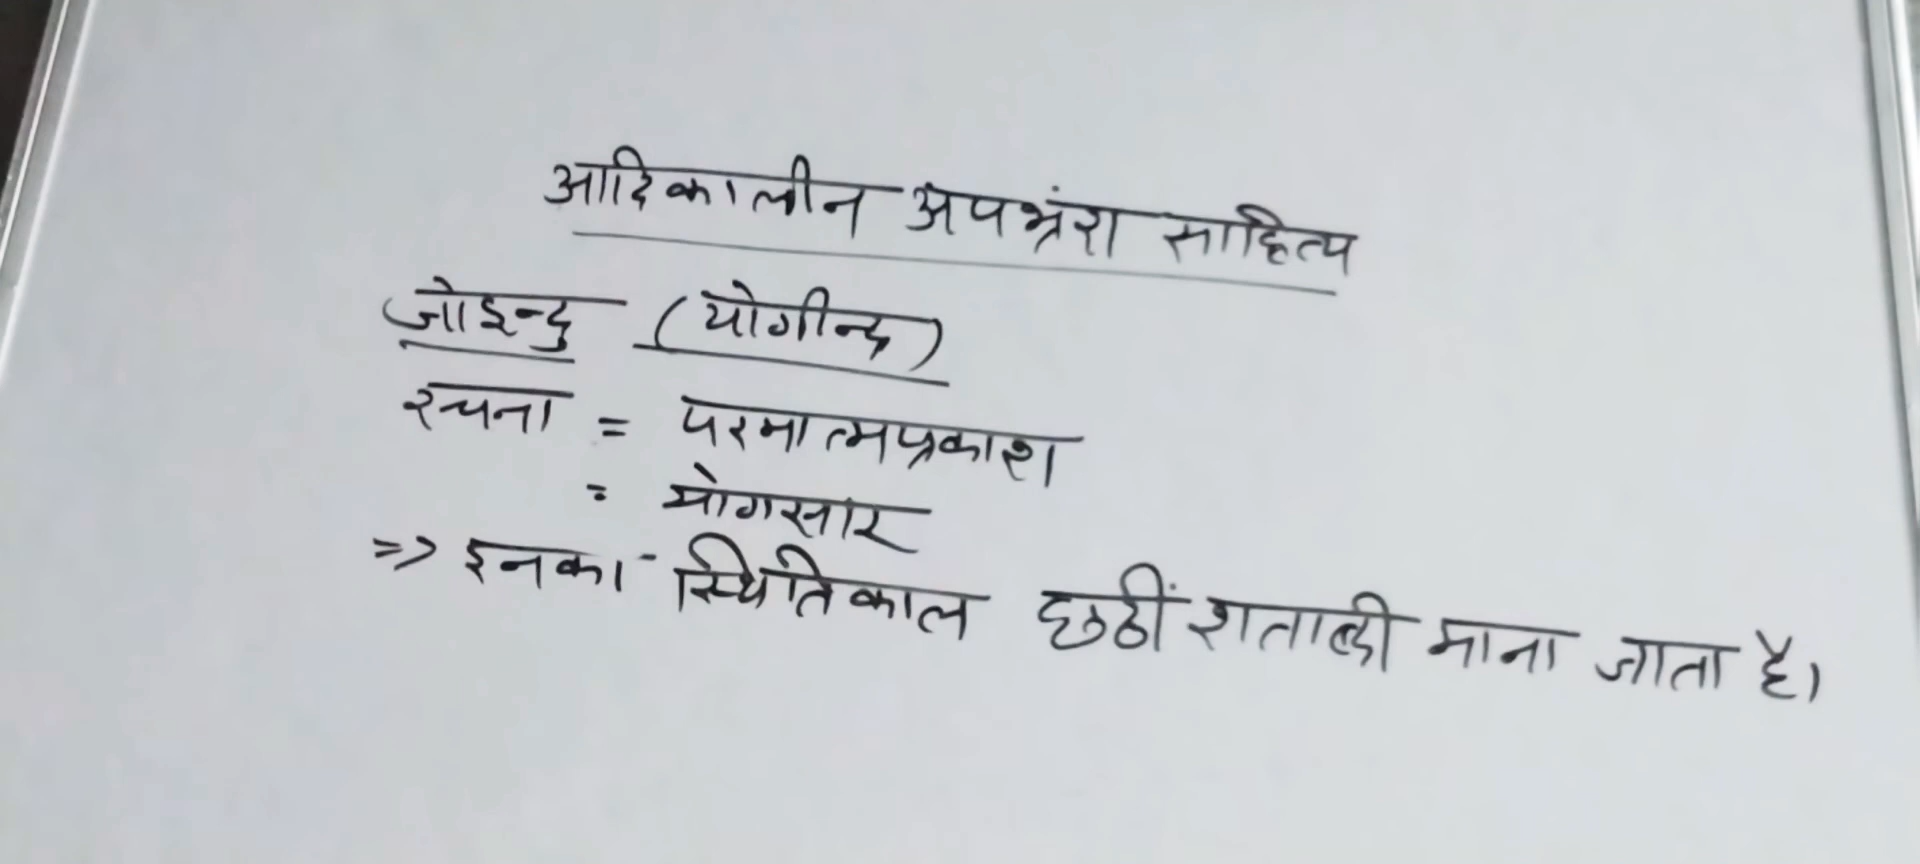 आदिकालीन अपभ्रंश साहित्य
जोइन्दु (योगीन्द्र)
रचना = परमात्मप्रकाश
= योगसार
=> इनका स्थितिकाल छठीं शताब्दी माना जाता है।